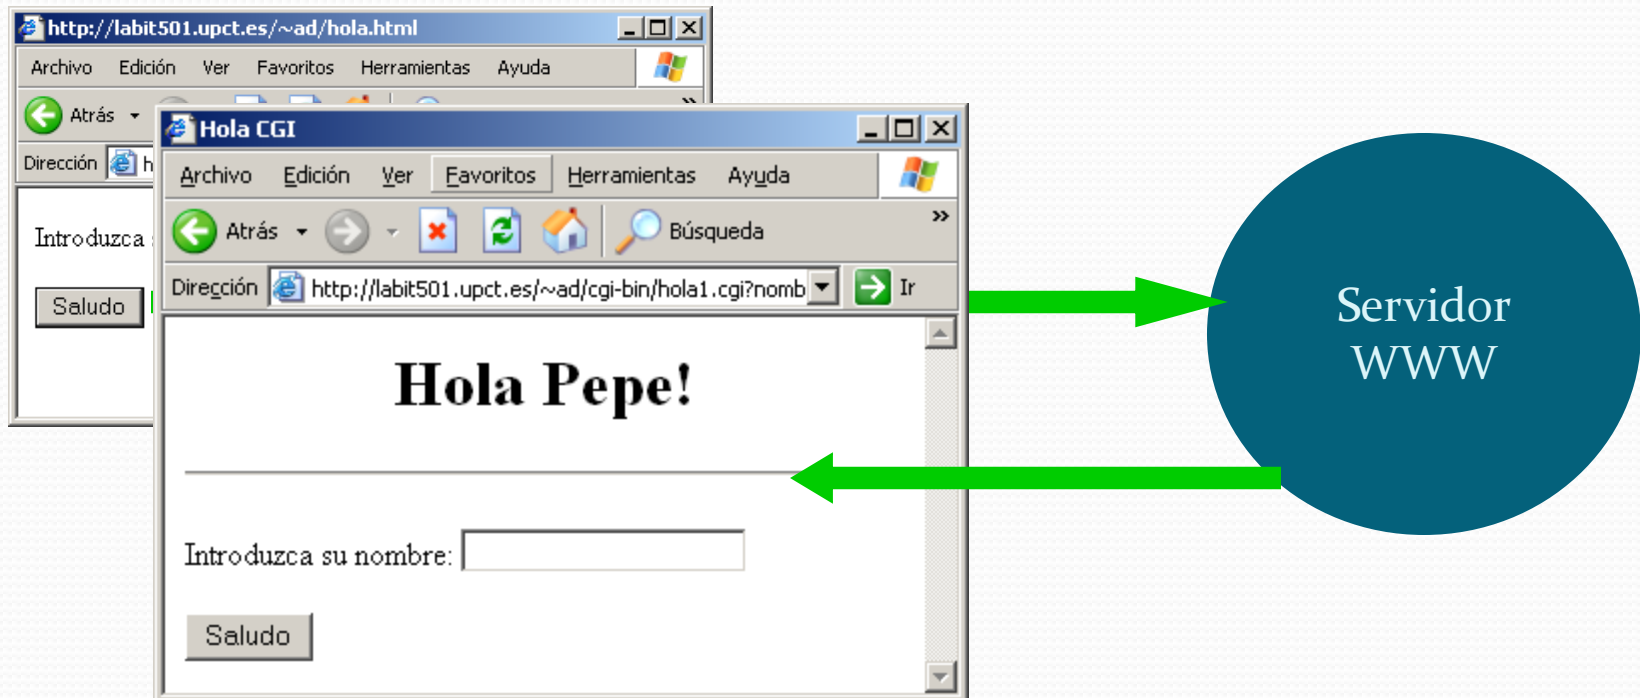 http://labit501.upct.es/~ad/hola.html
Archivo Edición Ver Favoritos Herramientas Ayuda
Atrás
»
Dirección
Introduzca
Saludo
Hola CGI
Archivo Edición Ver Favoritos Herramientas Ayuda
Atrás Búsqueda »
Dirección http://labit501.upct.es/~ad/cgi-bin/hola1.cgi?nomb Ir
Hola Pepe!
Introduzca su nombre:
Saludo
Servidor
WWW